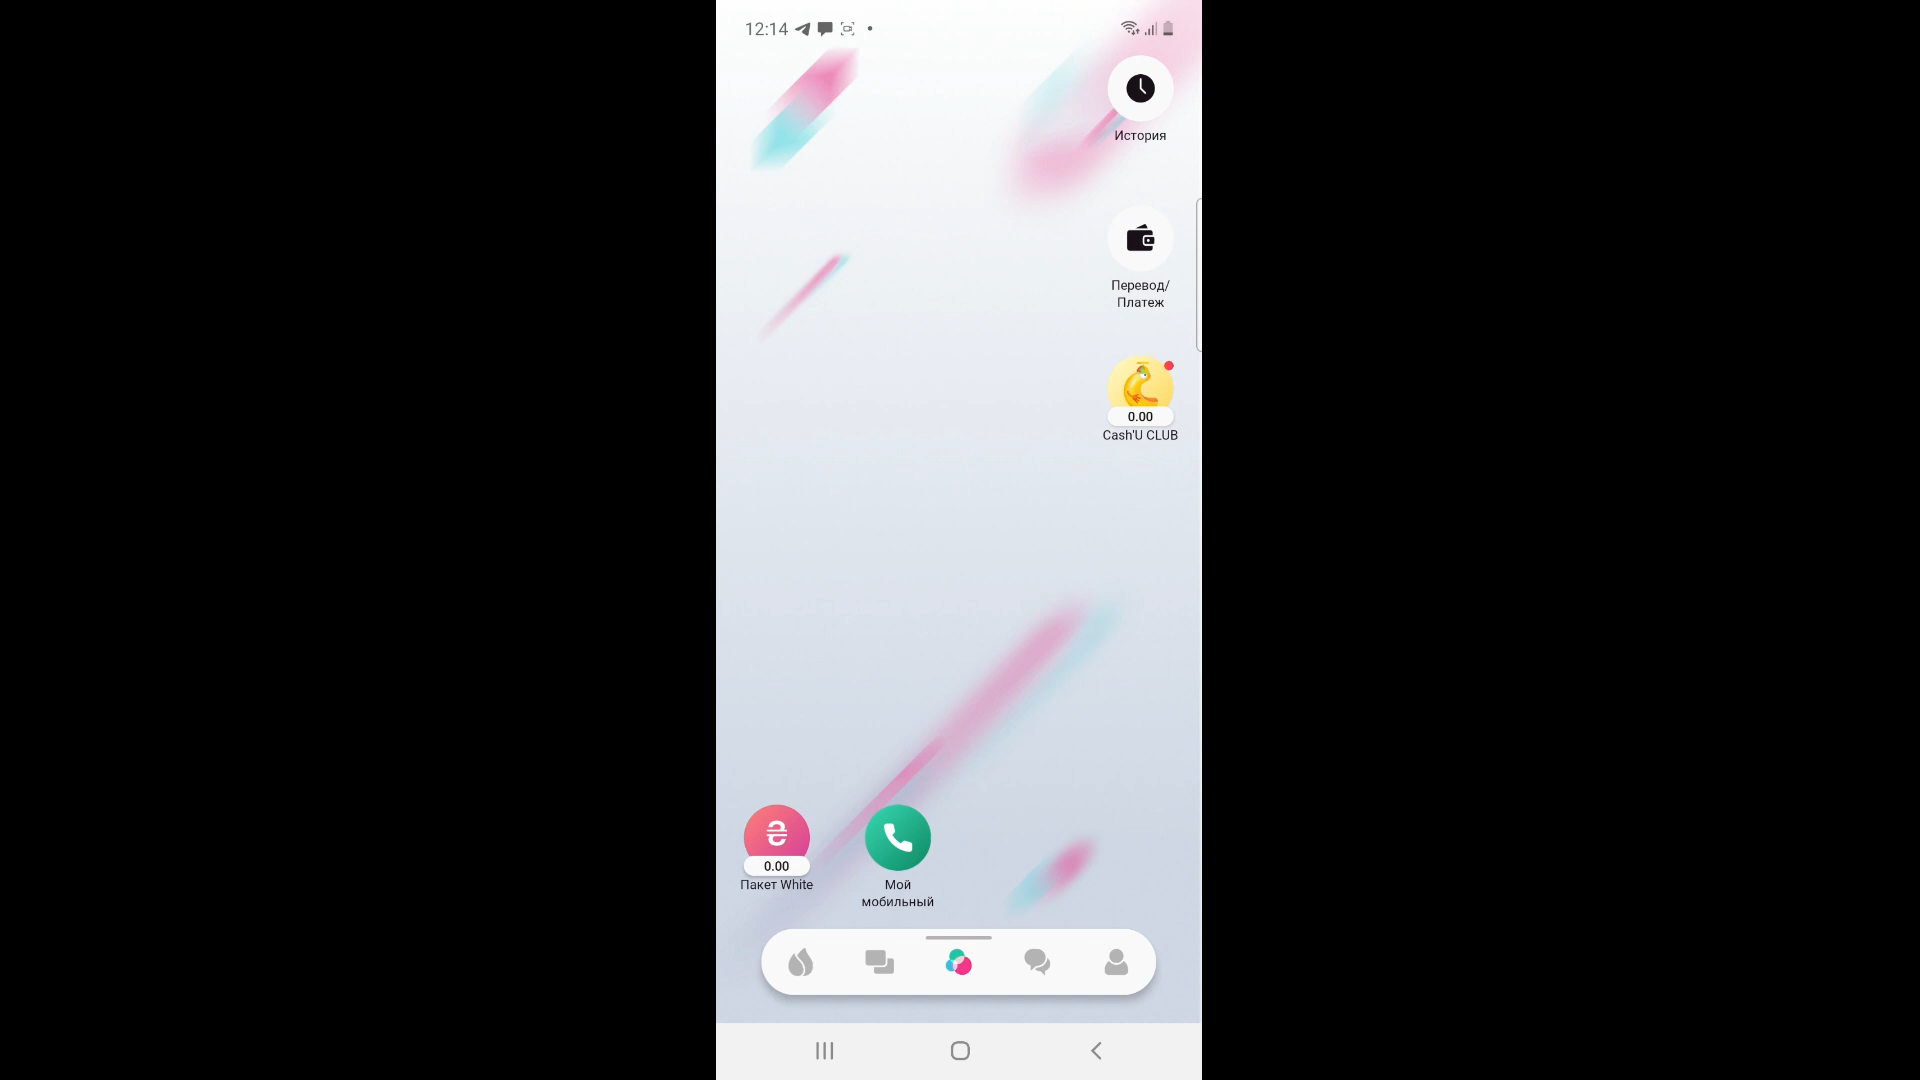 12:14
История
Перевод/
Платеж
0.00
Cash'U CLUB
₴
0.00
Пакет White
Мой
мобильный